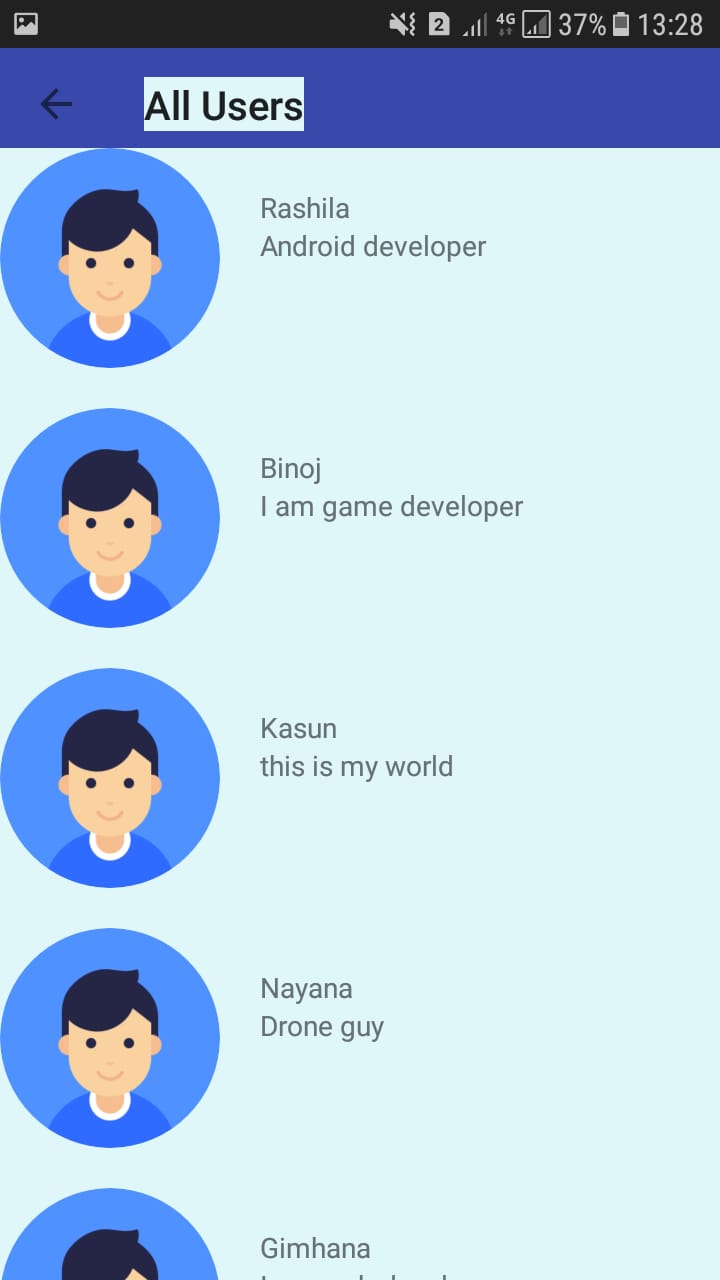 2 4G 37% 13:28
All Users
Rashila
Android developer
Binoj
I am game developer
Kasun
this is my world
Nayana
Drone guy
Gimhana